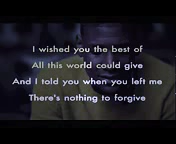 I wished you the best of
All this world could give
And I told you when you left me
There's nothing to forgive